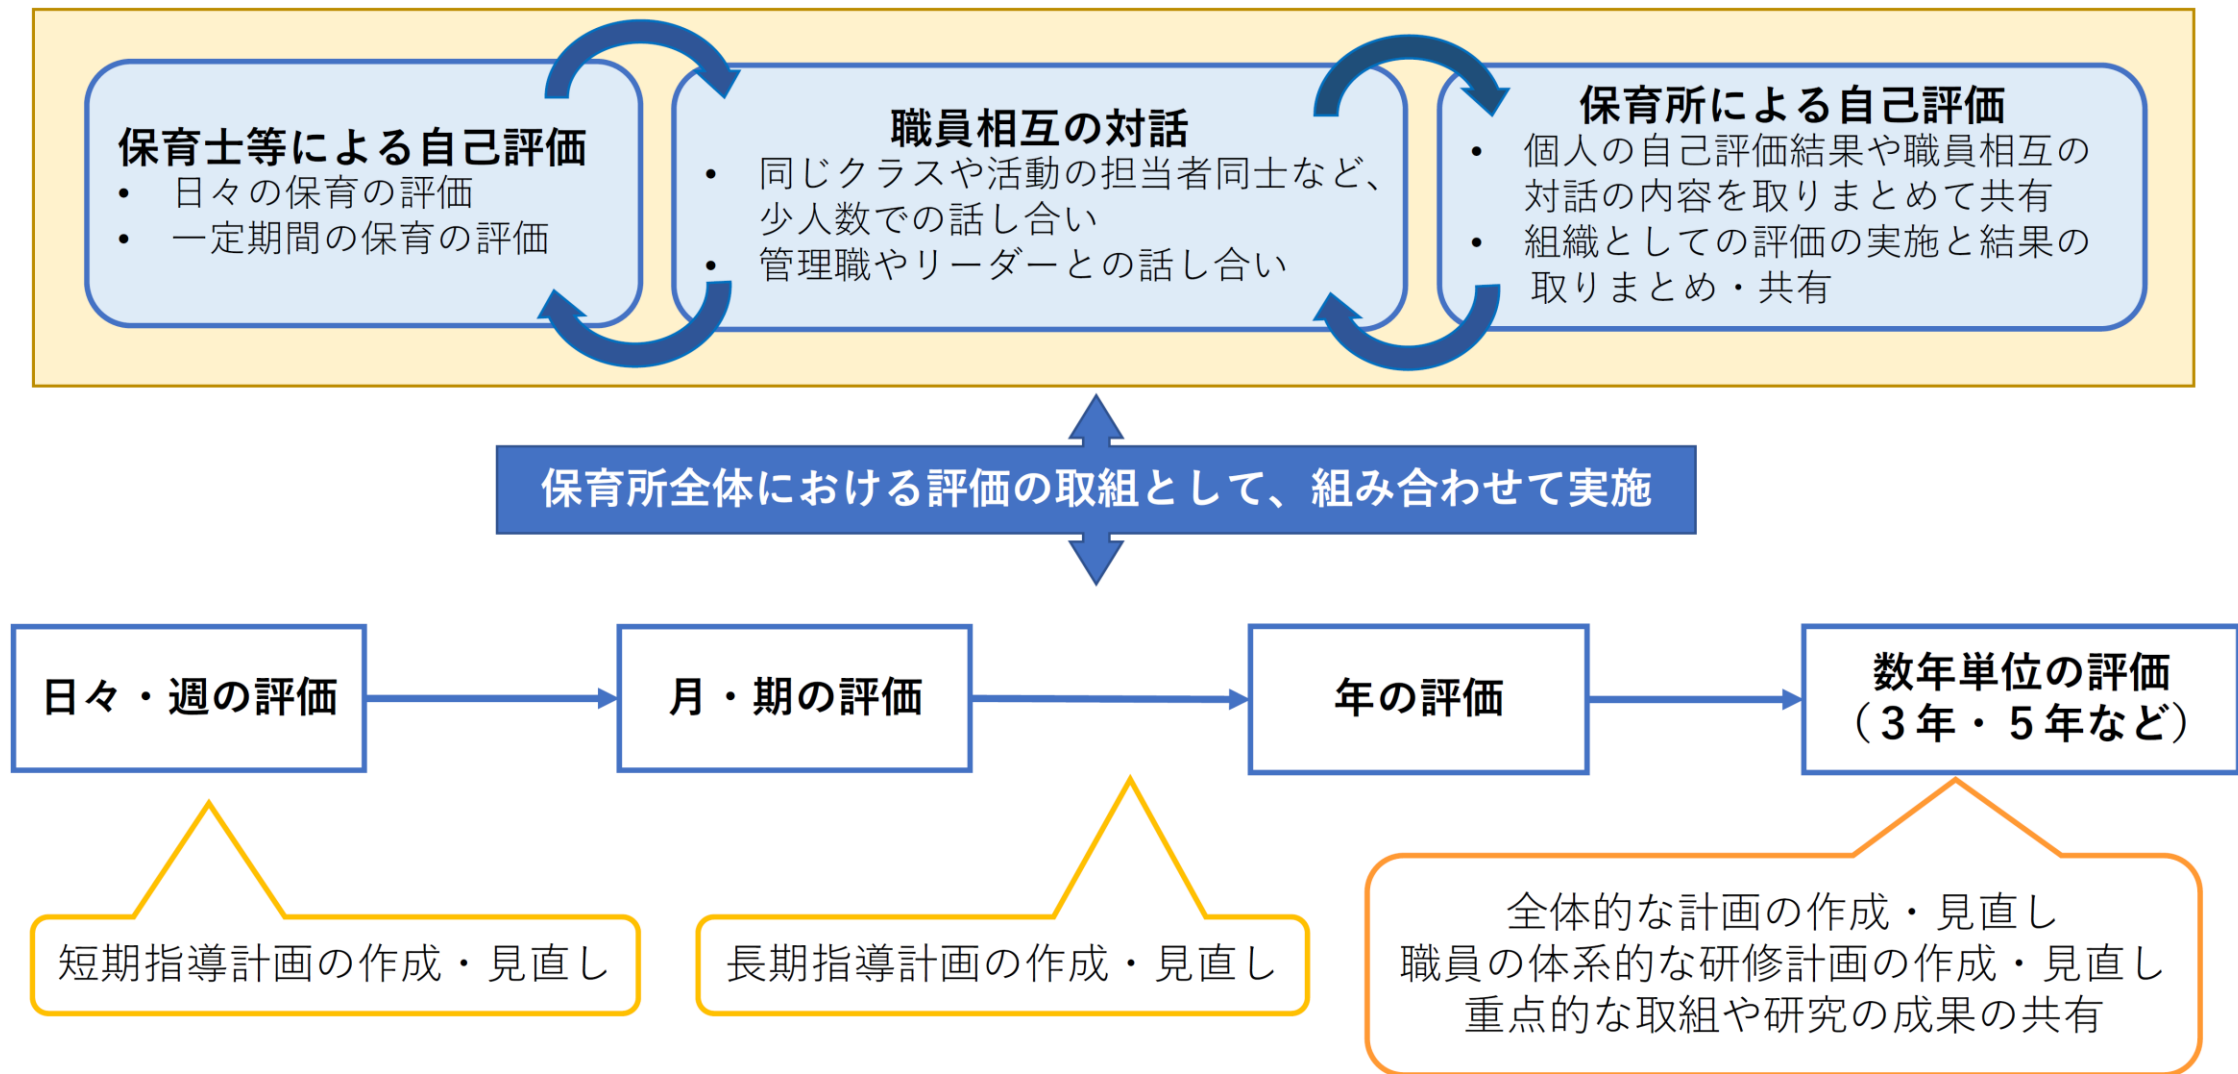 保育士等による自己評価
• 日々の保育の評価
• 一定期間の保育の評価
職員相互の対話
• 同じクラスや活動の担当者同士など、
少人数での話し合い
• 管理職やリーダーとの話し合い
保育所による自己評価
• 個人の自己評価結果や職員相互の
対話の内容を取りまとめて共有
• 組織としての評価の実施と結果の
取りまとめ・共有
保育所全体における評価の取組として、組み合わせて実施
日々・週の評価
月・期の評価
年の評価
数年単位の評価
（３年・５年など）
短期指導計画の作成・見直し
長期指導計画の作成・見直し
全体的な計画の作成・見直し
職員の体系的な研修計画の作成・見直し
重点的な取組や研究の成果の共有